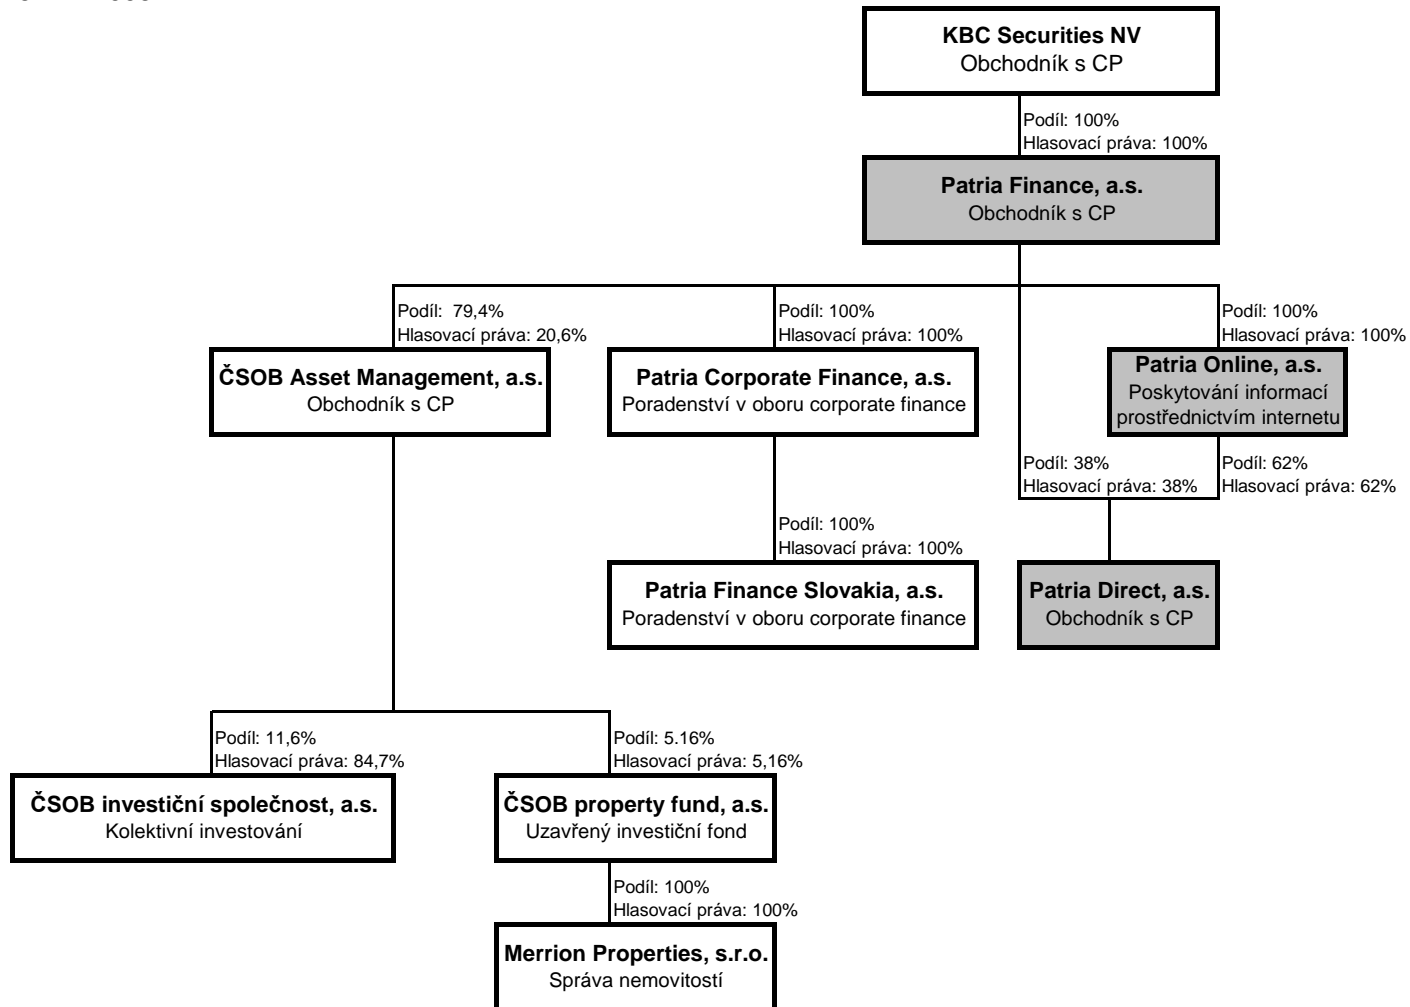 KBC Securities NV
Obchodník s CP
Podíl: 100%
Hlasovací práva: 100%
Patria Finance, a.s.
Obchodník s CP
Podíl: 79,4%
Hlasovací práva: 20,6%
Podíl: 100%
Hlasovací práva: 100%
Podíl: 100%
Hlasovací práva: 100%
ČSOB Asset Management, a.s.
Obchodník s CP
Patria Corporate Finance, a.s.
Poradenství v oboru corporate finance
Patria Online, a.s.
Poskytování informací
prostřednictvím internetu
Podíl: 38%
Hlasovací práva: 38%
Podíl: 62%
Hlasovací práva: 62%
Podíl: 100%
Hlasovací práva: 100%
Patria Finance Slovakia, a.s.
Poradenství v oboru corporate finance
Patria Direct, a.s.
Obchodník s CP
Podíl: 11,6%
Hlasovací práva: 84,7%
Podíl: 5.16%
Hlasovací práva: 5,16%
ČSOB investiční společnost, a.s.
Kolektivní investování
ČSOB property fund, a.s.
Uzavřený investiční fond
Podíl: 100%
Hlasovací práva: 100%
Merrion Properties, s.r.o.
Správa nemovitostí